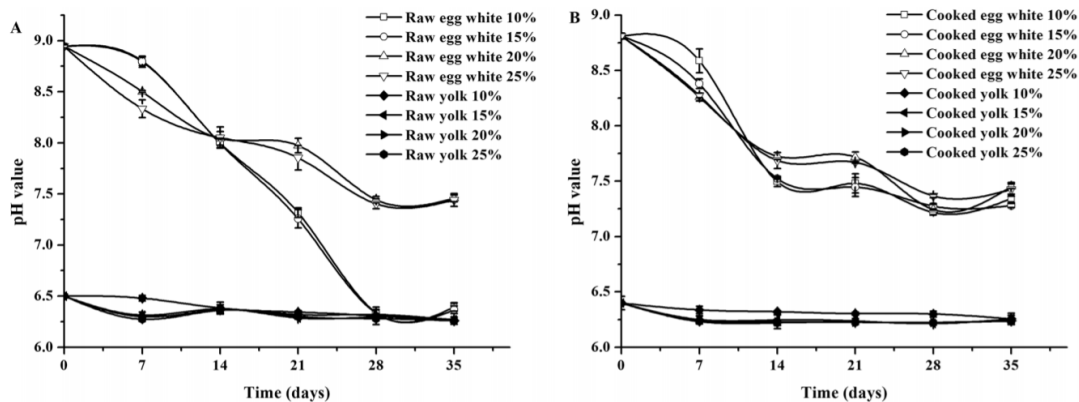 A
pH value
9.0
8.5
8.0
7.5
7.0
6.5
6.0
0 7 14 21 28 35
Time (days)
Raw egg white 10%
Raw egg white 15%
Raw egg white 20%
Raw egg white 25%
Raw yolk 10%
Raw yolk 15%
Raw yolk 20%
Raw yolk 25%
B
pH value
9.0
8.5
8.0
7.5
7.0
6.5
6.0
0 7 14 21 28 35
Time (days)
Cooked egg white 10%
Cooked egg white 15%
Cooked egg white 20%
Cooked egg white 25%
Cooked yolk 10%
Cooked yolk 15%
Cooked yolk 20%
Cooked yolk 25%